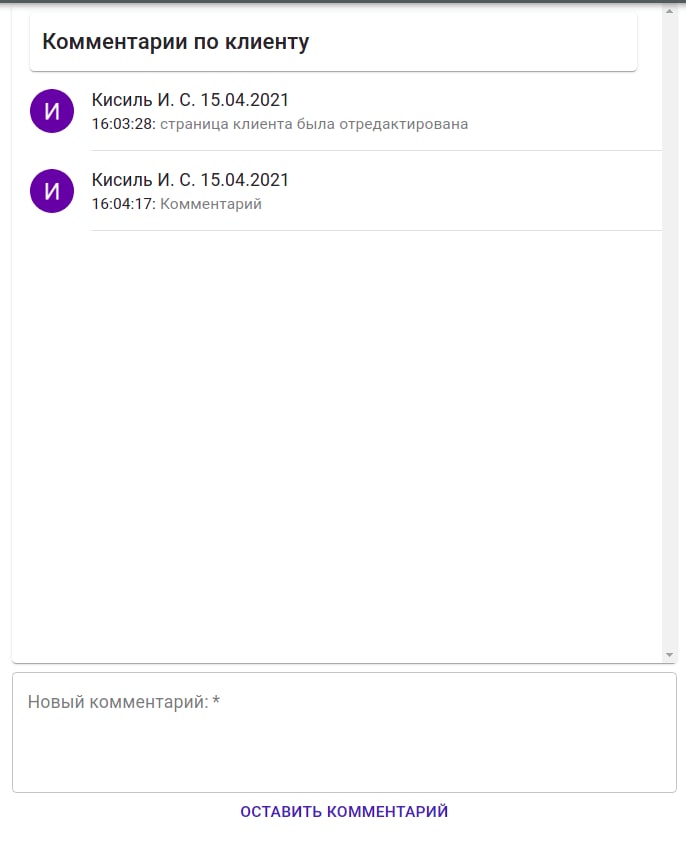 Комментарии по клиенту
И
Кисиль И. С. 15.04.2021
16:03:28: страница клиента была отредактирована
И
Кисиль И. С. 15.04.2021
16:04:17: Комментарий
Новый комментарий: *
ОСТАВИТЬ КОММЕНТАРИЙ